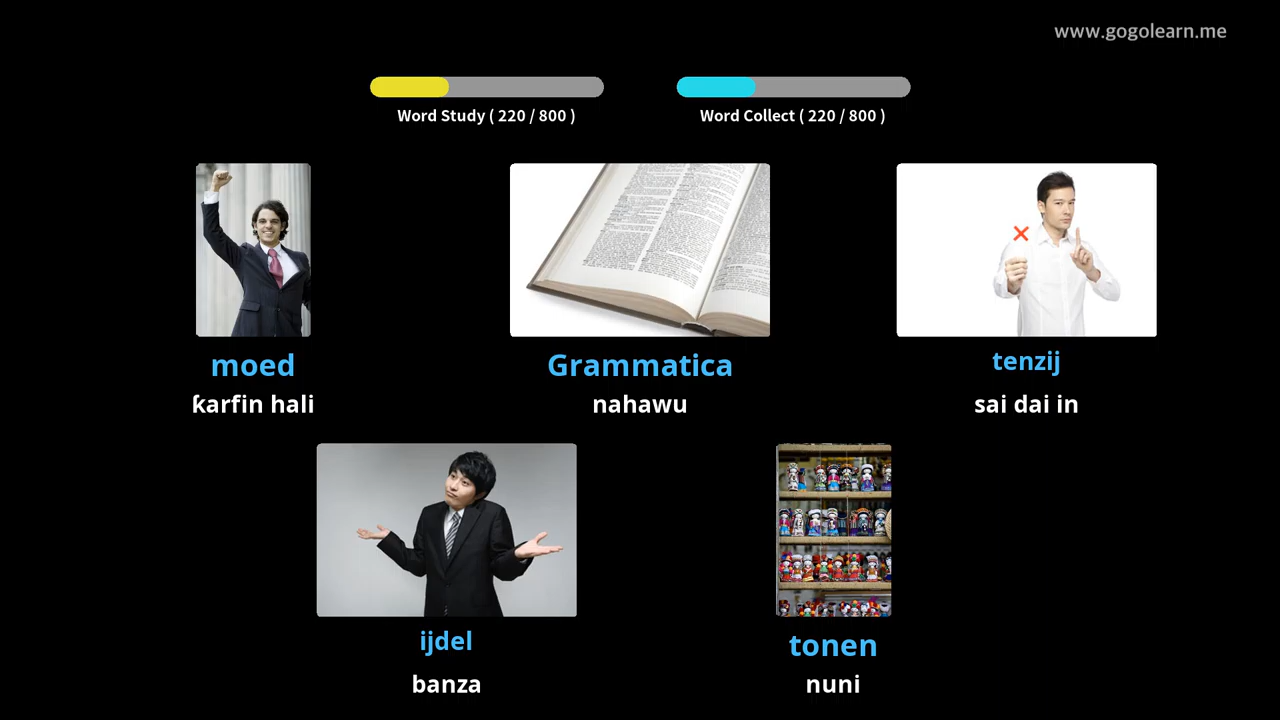 www.gogolearn.me
Word Study ( 220 / 800 )
Word Collect ( 220 / 800 )
moed
ƙarfin hali
Grammatica
nahawu
tenzij
sai dai in
ijdel
banza
tonen
nuni